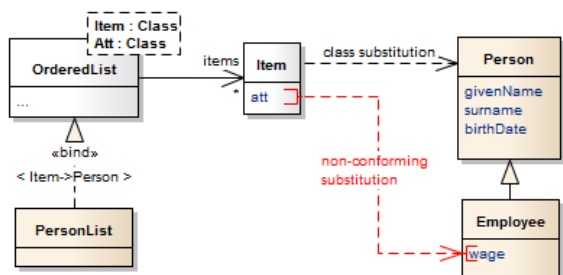 Item : Class
Att : Class
OrderedList
...
items
*
Item
att
class substitution
Person
givenName
surname
birthDate
«bind»
< Item->Person >
non-conforming
substitution
PersonList
Employee
wage